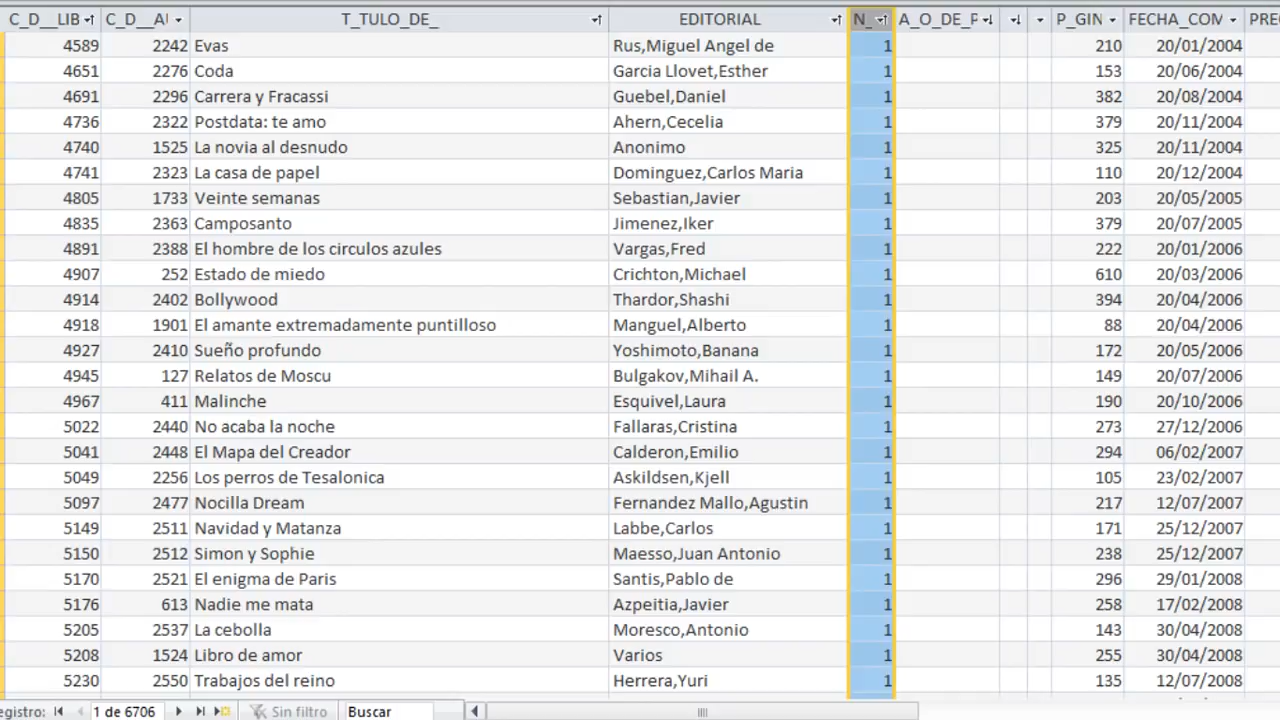 C_D__LIB C_D__AU T_TULO_DE_ EDITORIAL N_ A_O_DE_P P_GIN FECHA_COM PREC
4589 2242 Evas Rus,Miguel Angel de 1 210 20/01/2004
4651 2276 Coda Garcia Llovet,Esther 1 153 20/06/2004
4691 2296 Carrera y Fracassi Guebel,Daniel 1 382 20/08/2004
4736 2322 Postdata: te amo Ahern,Cecelia 1 379 20/11/2004
4740 1525 La novia al desnudo Anonimo 1 325 20/11/2004
4741 2323 La casa de papel Dominguez,Carlos Maria 1 110 20/12/2004
4805 1733 Veinte semanas Sebastian,Javier 1 203 20/05/2005
4835 2363 Camposanto Jimenez,Iker 1 379 20/07/2005
4891 2388 El hombre de los circulos azules Vargas,Fred 1 222 20/01/2006
4907 252 Estado de miedo Crichton,Michael 1 610 20/03/2006
4914 2402 Bollywood Thardor,Shashi 1 394 20/04/2006
4918 1901 El amante extremadamente puntilloso Manguel,Alberto 1 88 20/04/2006
4927 2410 Sueño profundo Yoshimoto,Banana 1 172 20/05/2006
4945 127 Relatos de Moscu Bulgakov,Mihail A. 1 149 20/07/2006
4967 411 Malinche Esquivel,Laura 1 190 20/10/2006
5022 2440 No acaba la noche Fallaras,Cristina 1 273 27/12/2006
5041 2448 El Mapa del Creador Calderon,Emilio 1 294 06/02/2007
5049 2256 Los perros de Tesalonica Askildsen,Kjell 1 105 23/02/2007
5097 2477 Nocilla Dream Fernandez Mallo,Agustin 1 217 12/07/2007
5149 2511 Navidad y Matanza Labbe,Carlos 1 171 25/12/2007
5150 2512 Simon y Sophie Maesso,Juan Antonio 1 238 25/12/2007
5170 2521 El enigma de Paris Santis,Pablo de 1 296 29/01/2008
5176 613 Nadie me mata Azpeitia,Javier 1 258 17/02/2008
5205 2537 La cebolla Moresco,Antonio 1 143 30/04/2008
5208 1524 Libro de amor Varios 1 255 30/04/2008
5230 2550 Trabajos del reino Herrera,Yuri 1 135 12/07/2008
egistro: 1 de 6706 Sin filtro Buscar